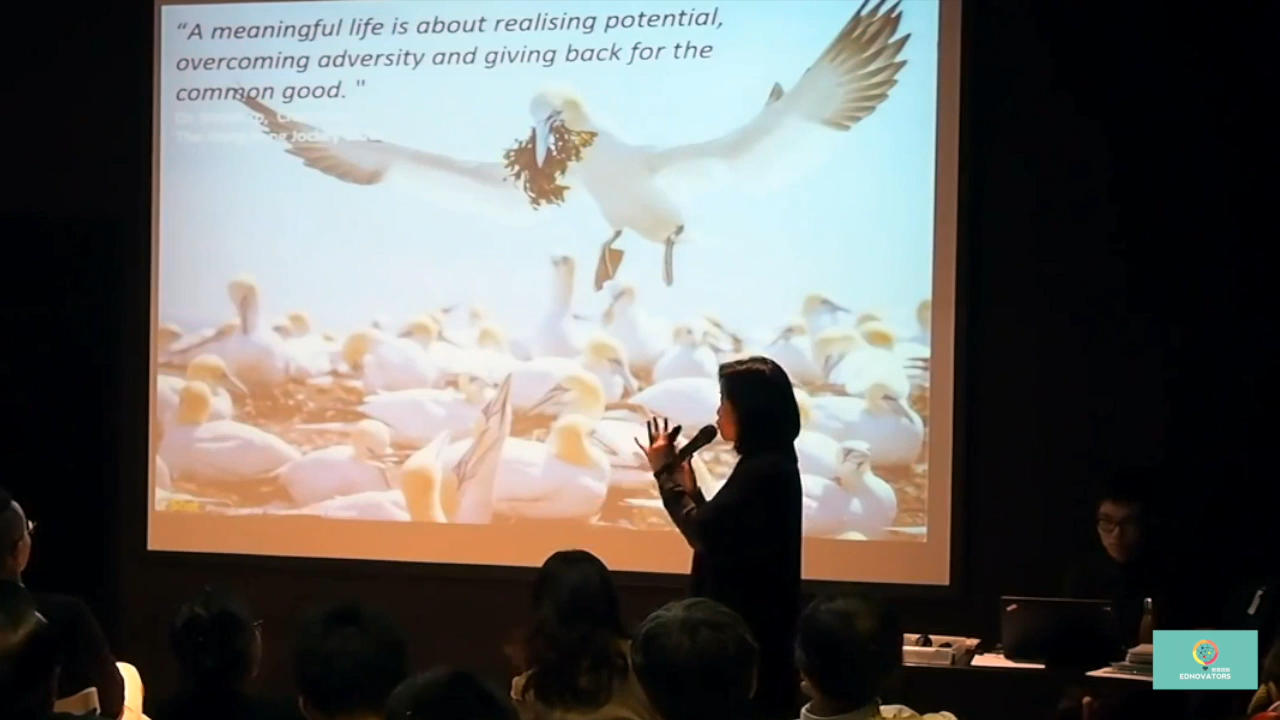 “A meaningful life is about realising potential,
overcoming adversity and giving back for the
common good. "
EDNOVATORS